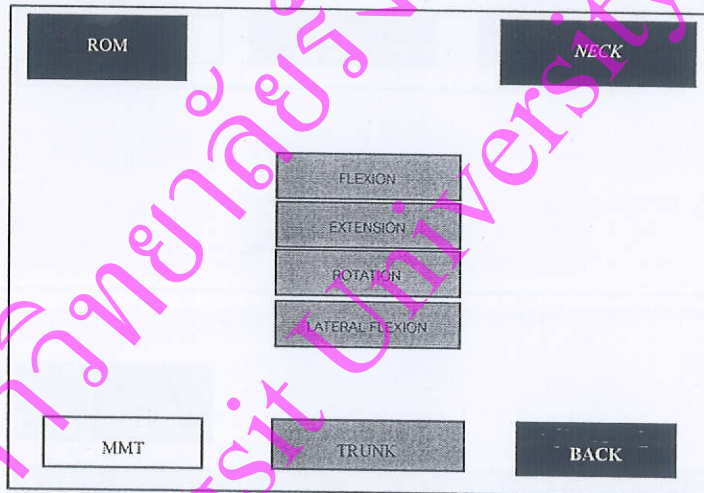 ROM
NECK
FLEXION
EXTENSION
ROTATION
LATERAL FLEXION
MMT
TRUNK
BACK